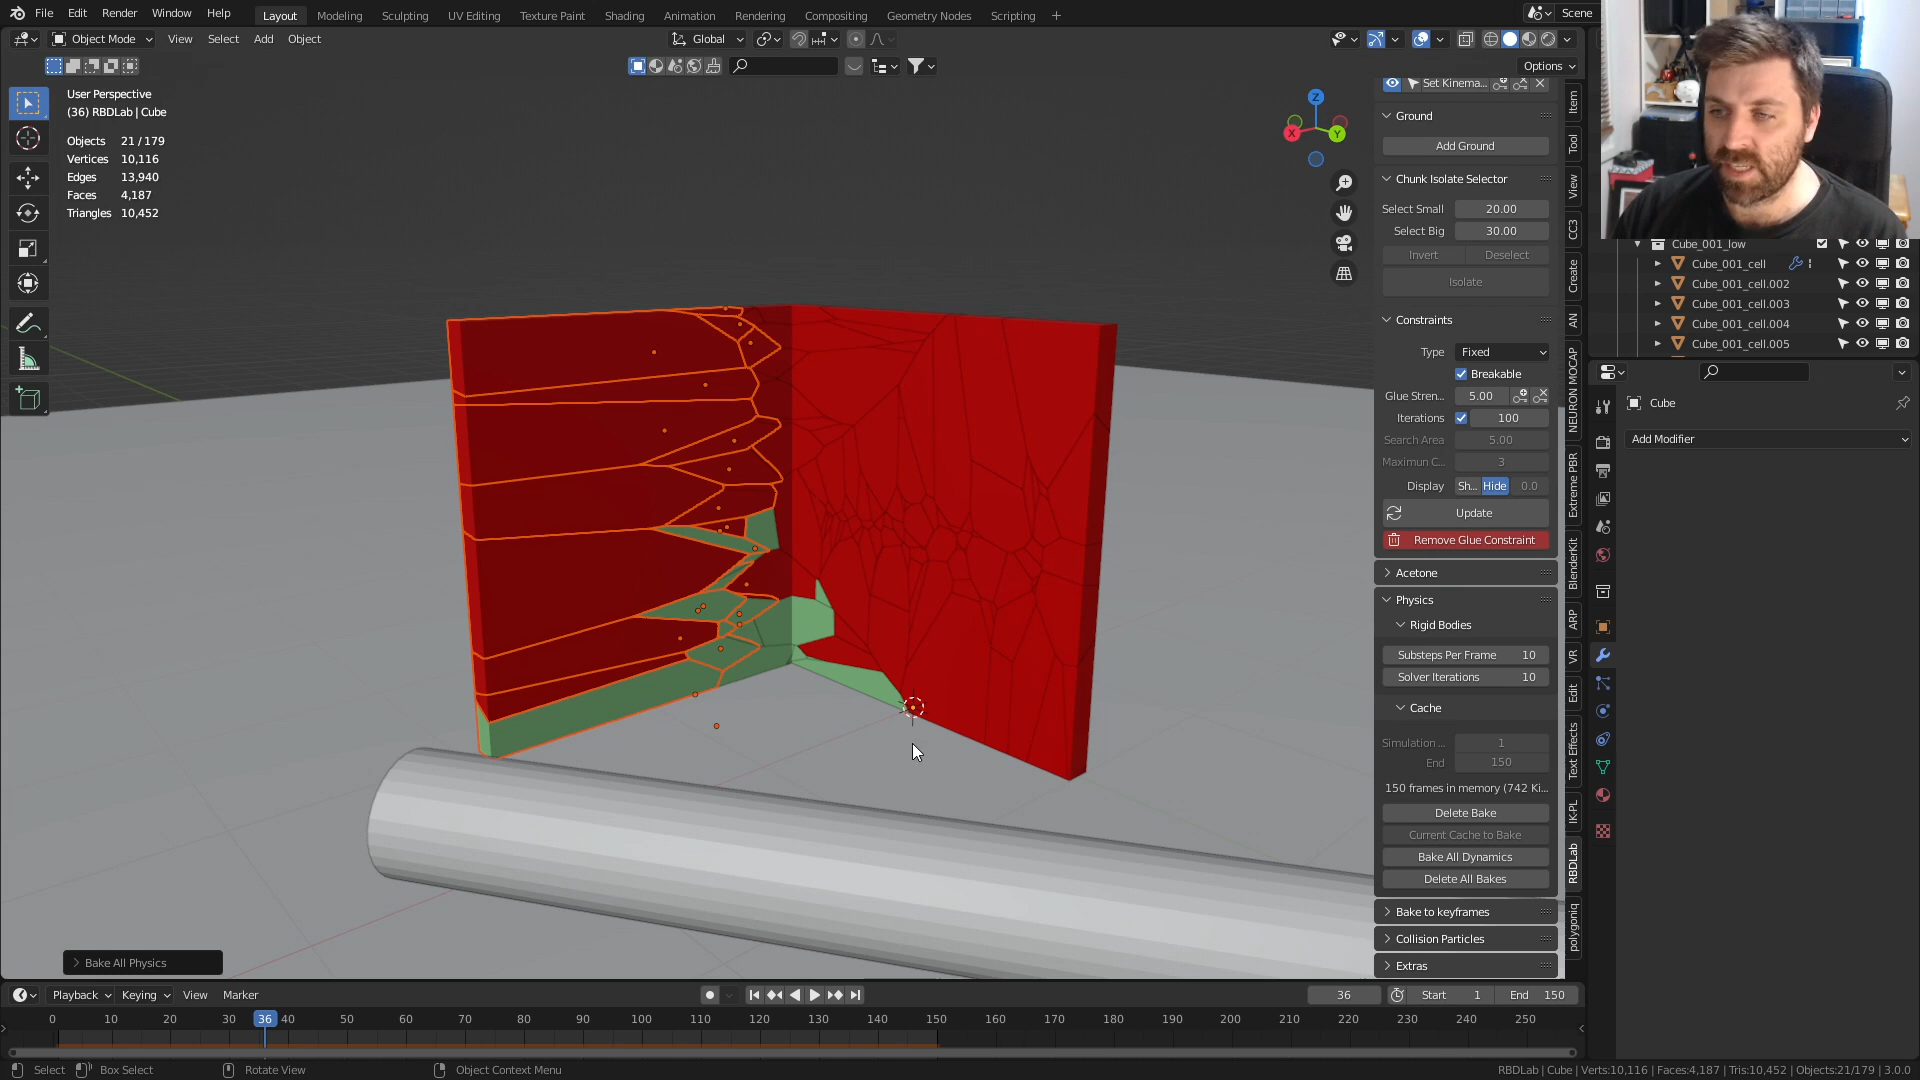 File Edit Render Window Help
Layout Modeling Sculpting UV Editing Texture Paint Shading Animation Rendering Compositing Geometry Nodes Scripting
Scene
Object Mode View Select Add Object
Global
Options
User Perspective
(36) RBDLab | Cube
Objects 21 / 179
Vertices 10,116
Edges 13,940
Faces 4,187
Triangles 10,452
Z
X
Y
Set Kinema...
Ground
Add Ground
Chunk Isolate Selector
Select Small 20.00
Select Big 30.00
Invert Deselect
Isolate
Constraints
Type Fixed
Breakable
Glue Stren... 5.00
Iterations 100
Search Area 5.00
Maximun C... 3
Display Sh... Hide 0.0
Update
Remove Glue Constraint
Acetone
Physics
Rigid Bodies
Substeps Per Frame 10
Solver Iterations 10
Cache
Simulation ... 1
End 150
150 frames in memory (742 Ki...
Delete Bake
Current Cache to Bake
Bake All Dynamics
Delete All Bakes
Bake to keyframes
Collision Particles
Extras
Item
Tool
View
CC3
Create
AN
NEURON MOCAP
Extreme PBR
BlenderKit
ARP
VR
Edit
Text Effects
IK-PL
RBDLab
polygoniq
Cube_001_low
Cube_001_cell
Cube_001_cell.002
Cube_001_cell.003
Cube_001_cell.004
Cube_001_cell.005
Cube
Add Modifier
Bake All Physics
Playback Keying View Marker
36 Start 1 End 150
0 10 20 30 36 40 50 60 70 80 90 100 110 120 130 140 150 160 170 180 190 200 210 220 230 240 250
Select Box Select Rotate View Object Context Menu
RBDLab | Cube | Verts:10,116 | Faces:4,187 | Tris:10,452 | Objects:21/179 | 3.0.0